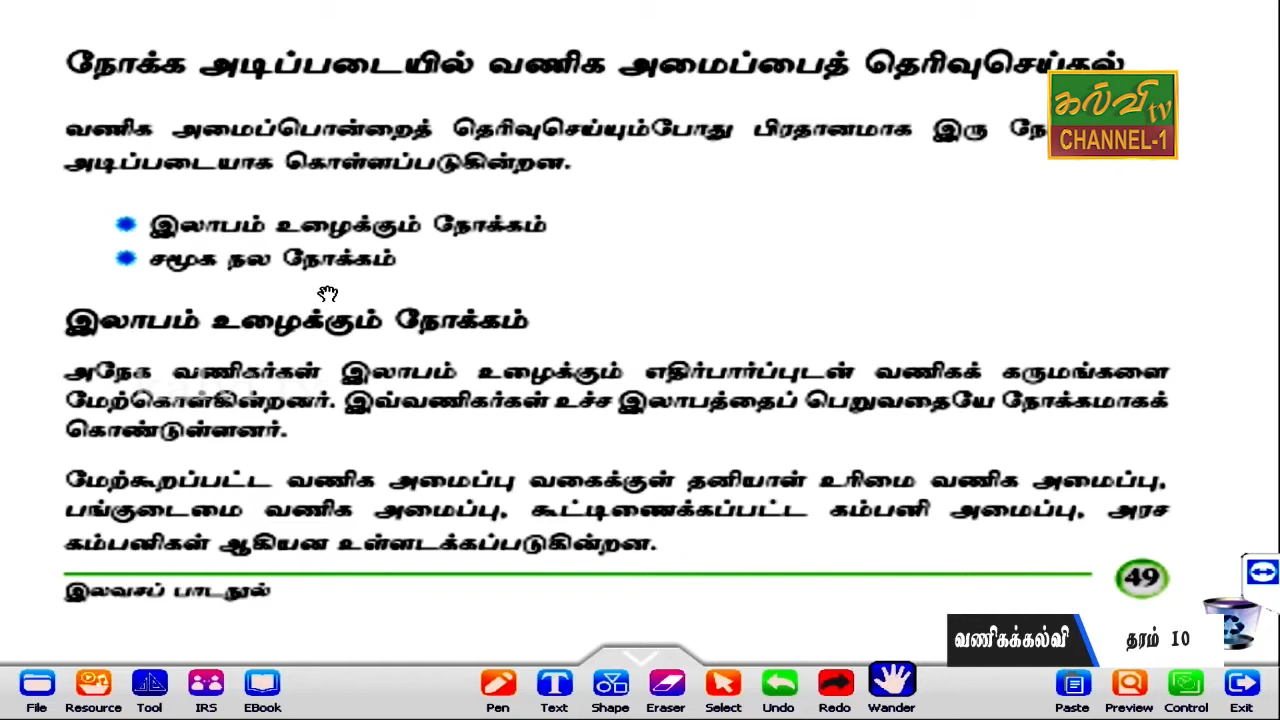 நோக்க அடிப்படையில் வணிக அமைப்பைத் தெரிவுசெய்தல்
கல்வி tv
CHANNEL-1
வணிக அமைப்பொன்றைத் தெரிவுசெய்யும்போது பிரதானமாக இரு
அடிப்படையாக கொள்ளப்படுகின்றன.
இலாபம் உழைக்கும் நோக்கம்
சமூக நல நோக்கம்
இலாபம் உழைக்கும் நோக்கம்
அநேக வணிகர்கள் இலாபம் உழைக்கும் எதிர்பார்ப்புடன் வணிகக் கருமங்களை
மேற்கொள்கின்றனர். இவ்வணிகர்கள் உச்ச இலாபத்தைப் பெறுவதையே நோக்கமாகக்
கொண்டுள்ளனர்.
மேற்கூறப்பட்ட வணிக அமைப்பு வகைக்குள் தனியாள் உரிமை வணிக அமைப்பு,
பங்குடைமை வணிக அமைப்பு, கூட்டிணைக்கப்பட்ட கம்பனி அமைப்பு, அரச
கம்பனிகள் ஆகியன உள்ளடக்கப்படுகின்றன.
இலவசப் பாடநூல்
49
வணிகக்கல்வி தரம் 10
File Resource Tool IRS EBook Pen Text Shape Eraser Select Undo Redo Wander Paste Preview Control Exit